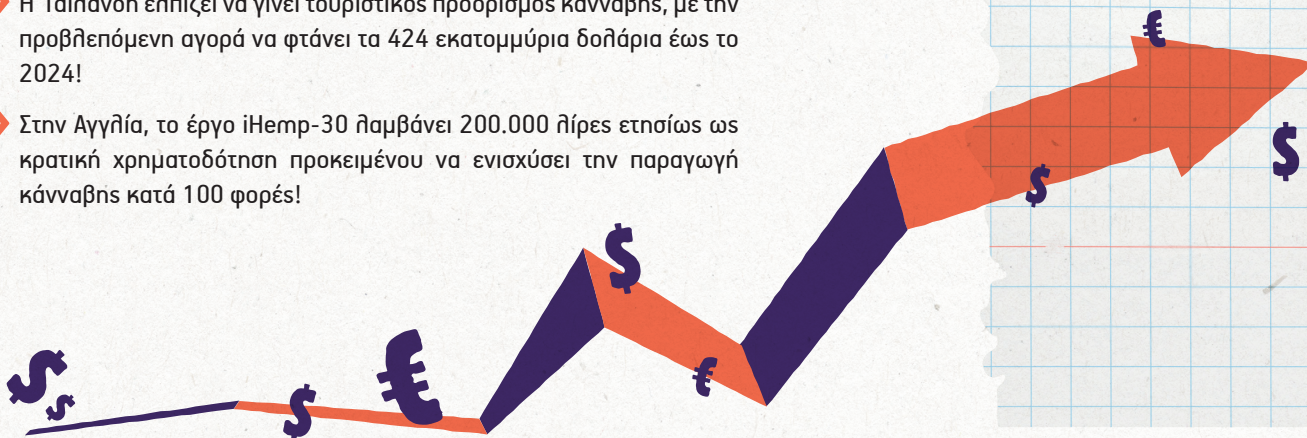 Η Ταϊλάνδη ελπίζει να γίνει τουριστικός προορισμός κάνναβης, με την
προβλεπόμενη αγορά να φτάνει τα 424 εκατομμύρια δολάρια έως το
2024!
Στην Αγγλία, το έργο iHemp-30 λαμβάνει 200.000 λίρες ετησίως ως
κρατική χρηματοδότηση προκειμένου να ενισχύσει την παραγωγή
κάνναβης κατά 100 φορές!
€
$
$
$
€
$
€
$
$